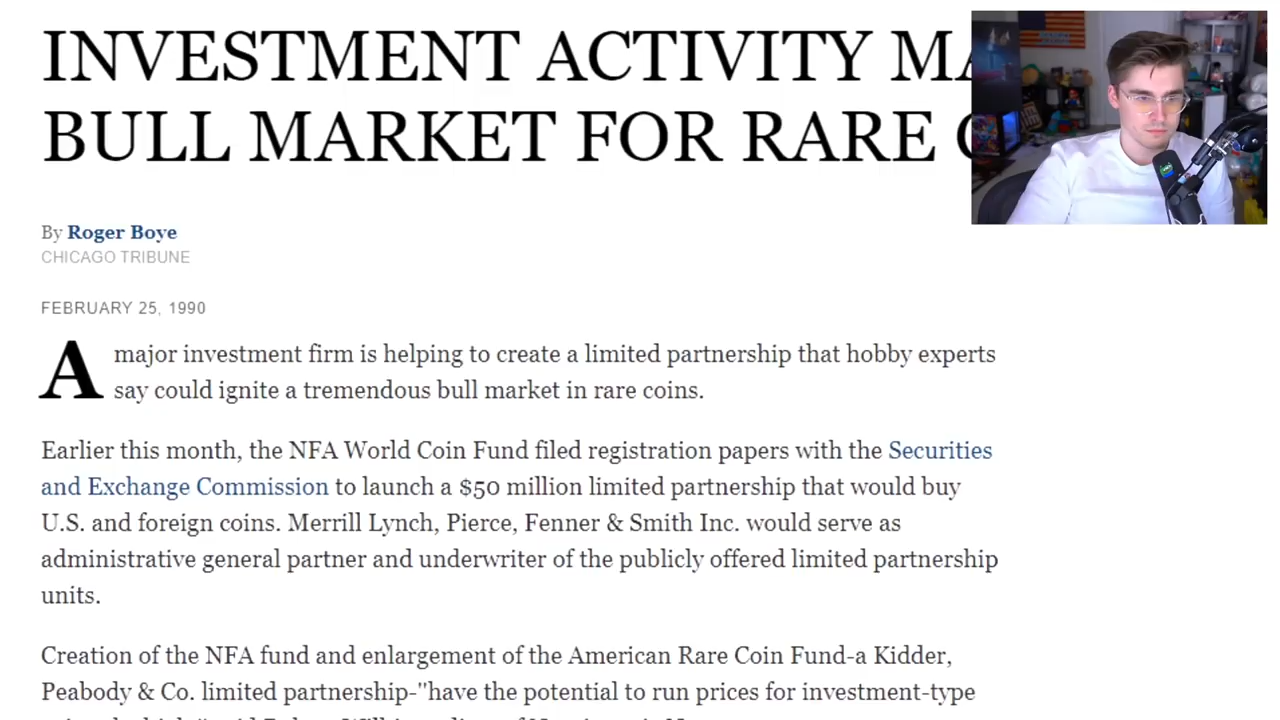 INVESTMENT ACTIVITY
BULL MARKET FOR RARE
By Roger Boye
CHICAGO TRIBUNE
FEBRUARY 25, 1990
A major investment firm is helping to create a limited partnership that hobby experts
say could ignite a tremendous bull market in rare coins.
Earlier this month, the NFA World Coin Fund filed registration papers with the Securities
and Exchange Commission to launch a $50 million limited partnership that would buy
U.S. and foreign coins. Merrill Lynch, Pierce, Fenner & Smith Inc. would serve as
administrative general partner and underwriter of the publicly offered limited partnership
units.
Creation of the NFA fund and enlargement of the American Rare Coin Fund-a Kidder,
Peabody & Co. limited partnership-"have the potential to run prices for investment-type